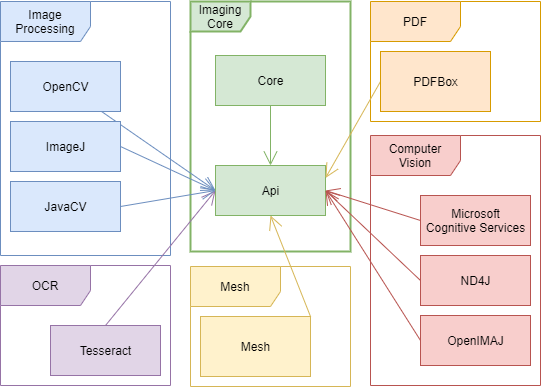 Image
Processing
OpenCV
ImageJ
JavaCV
Imaging
Core
Core
Api
PDF
PDFBox
Computer
Vision
Microsoft
Cognitive Services
ND4J
OpenIMAJ
OCR
Tesseract
Mesh
Mesh